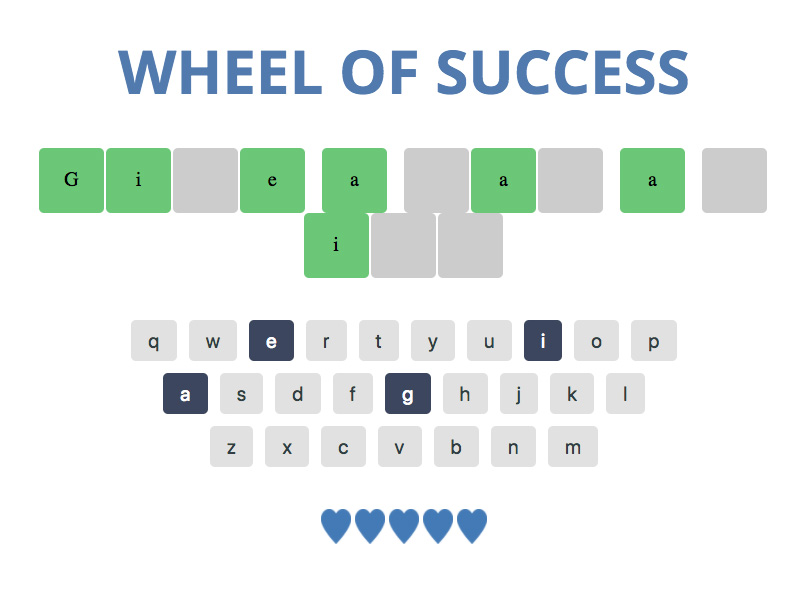 WHEEL OF SUCCESS
G i e a a a
i
q w e r t y u i o p
a s d f g h j k l
z x c v b n m